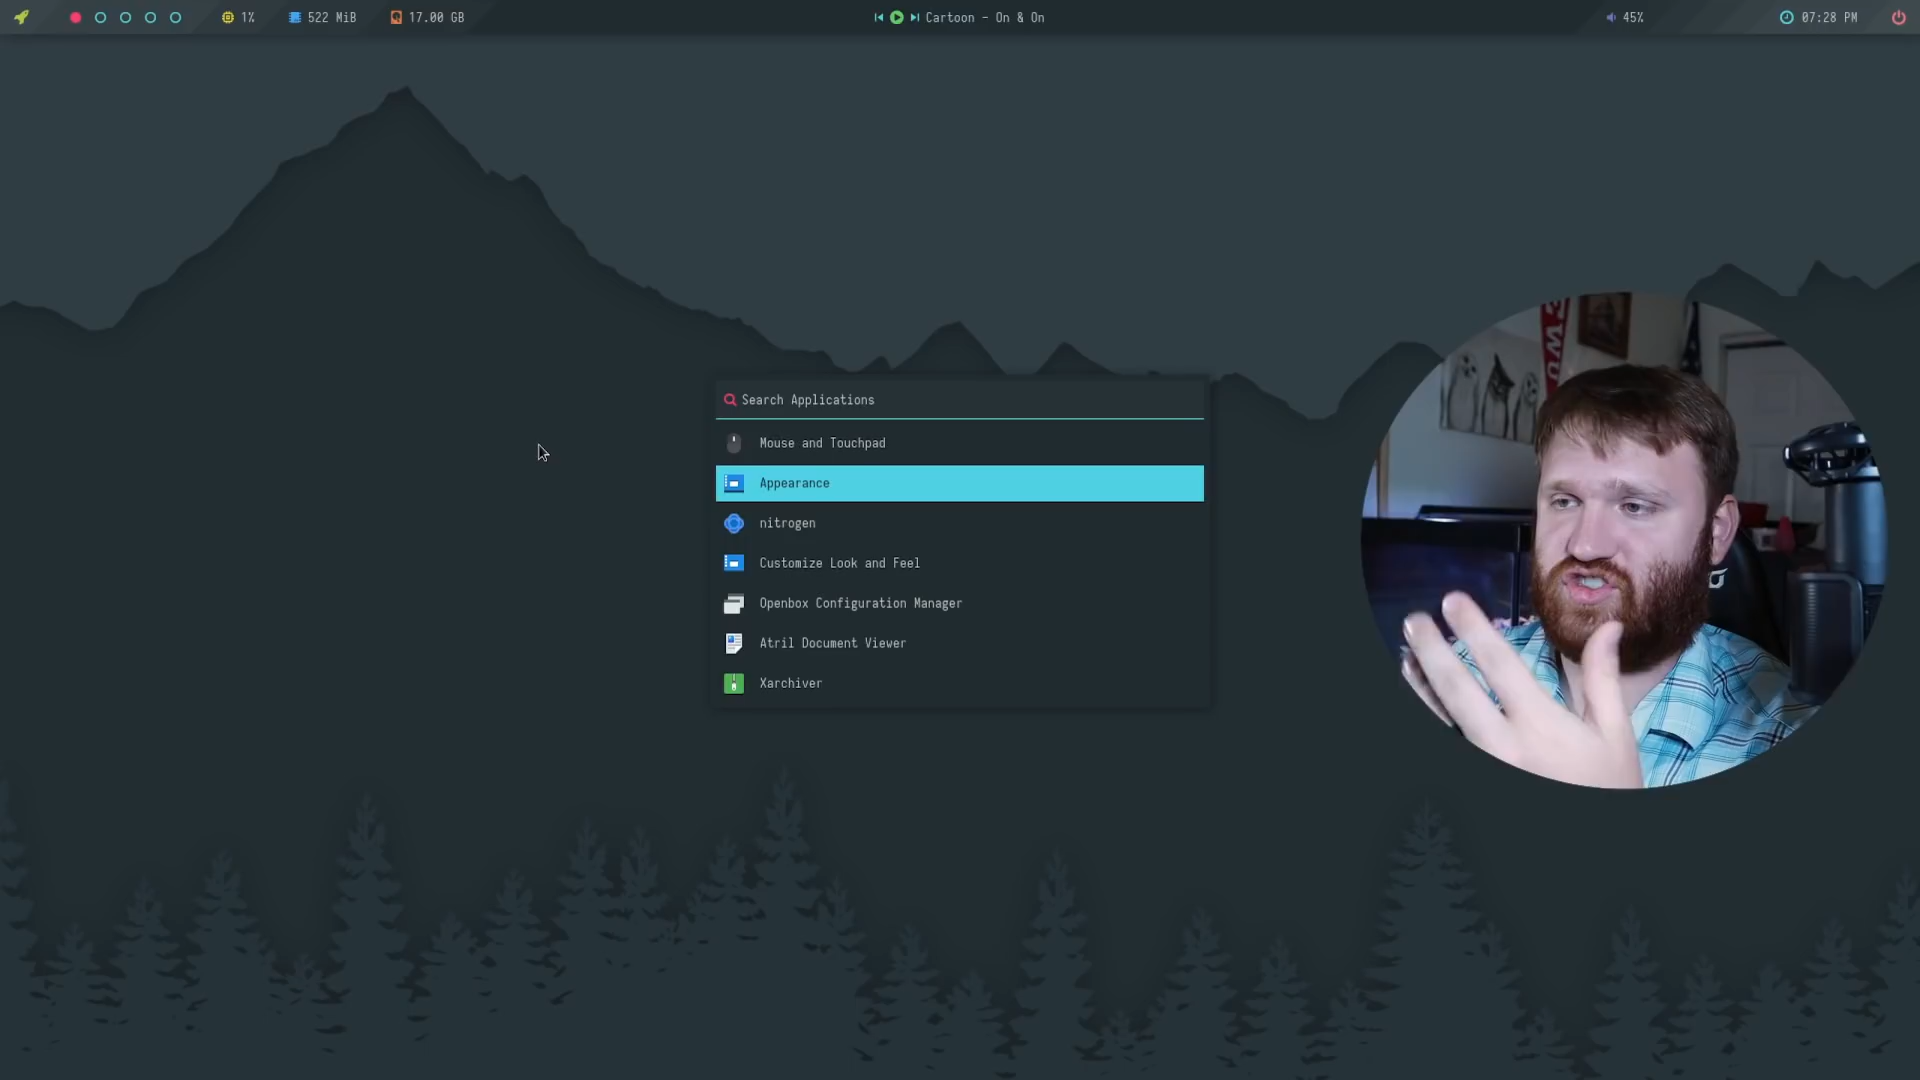 1% 522 MiB 17.00 GB Cartoon - On & On 45% 07:28 PM
Search Applications
Mouse and Touchpad
Appearance
nitrogen
Customize Look and Feel
Openbox Configuration Manager
Atril Document Viewer
Xarchiver